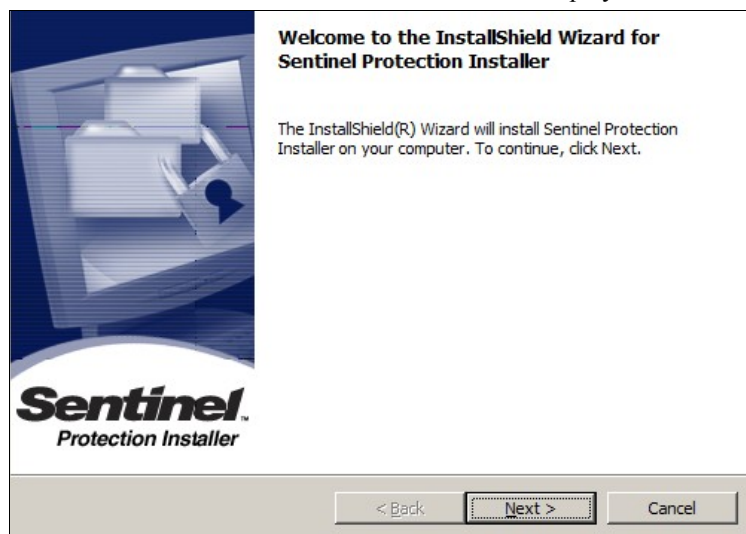 Welcome to the InstallShield Wizard for
Sentinel Protection Installer
The InstallShield(R) Wizard will install Sentinel Protection
Installer on your computer. To continue, click Next.
Sentinel™
Protection Installer
< Back
Next >
Cancel